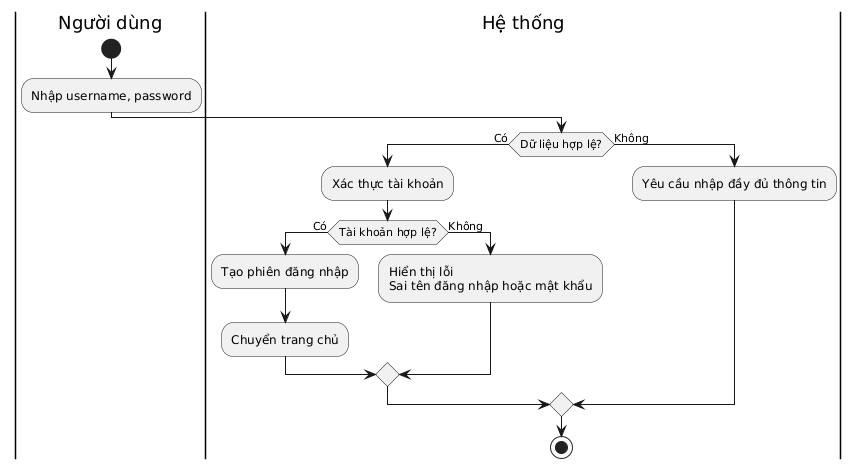 Người dùng
Hệ thống
Nhập username, password
Có
Dữ liệu hợp lệ?
Không
Xác thực tài khoản
Yêu cầu nhập đầy đủ thông tin
Có
Tài khoản hợp lệ?
Không
Tạo phiên đăng nhập
Hiển thị lỗi
Sai tên đăng nhập hoặc mật khẩu
Chuyển trang chủ